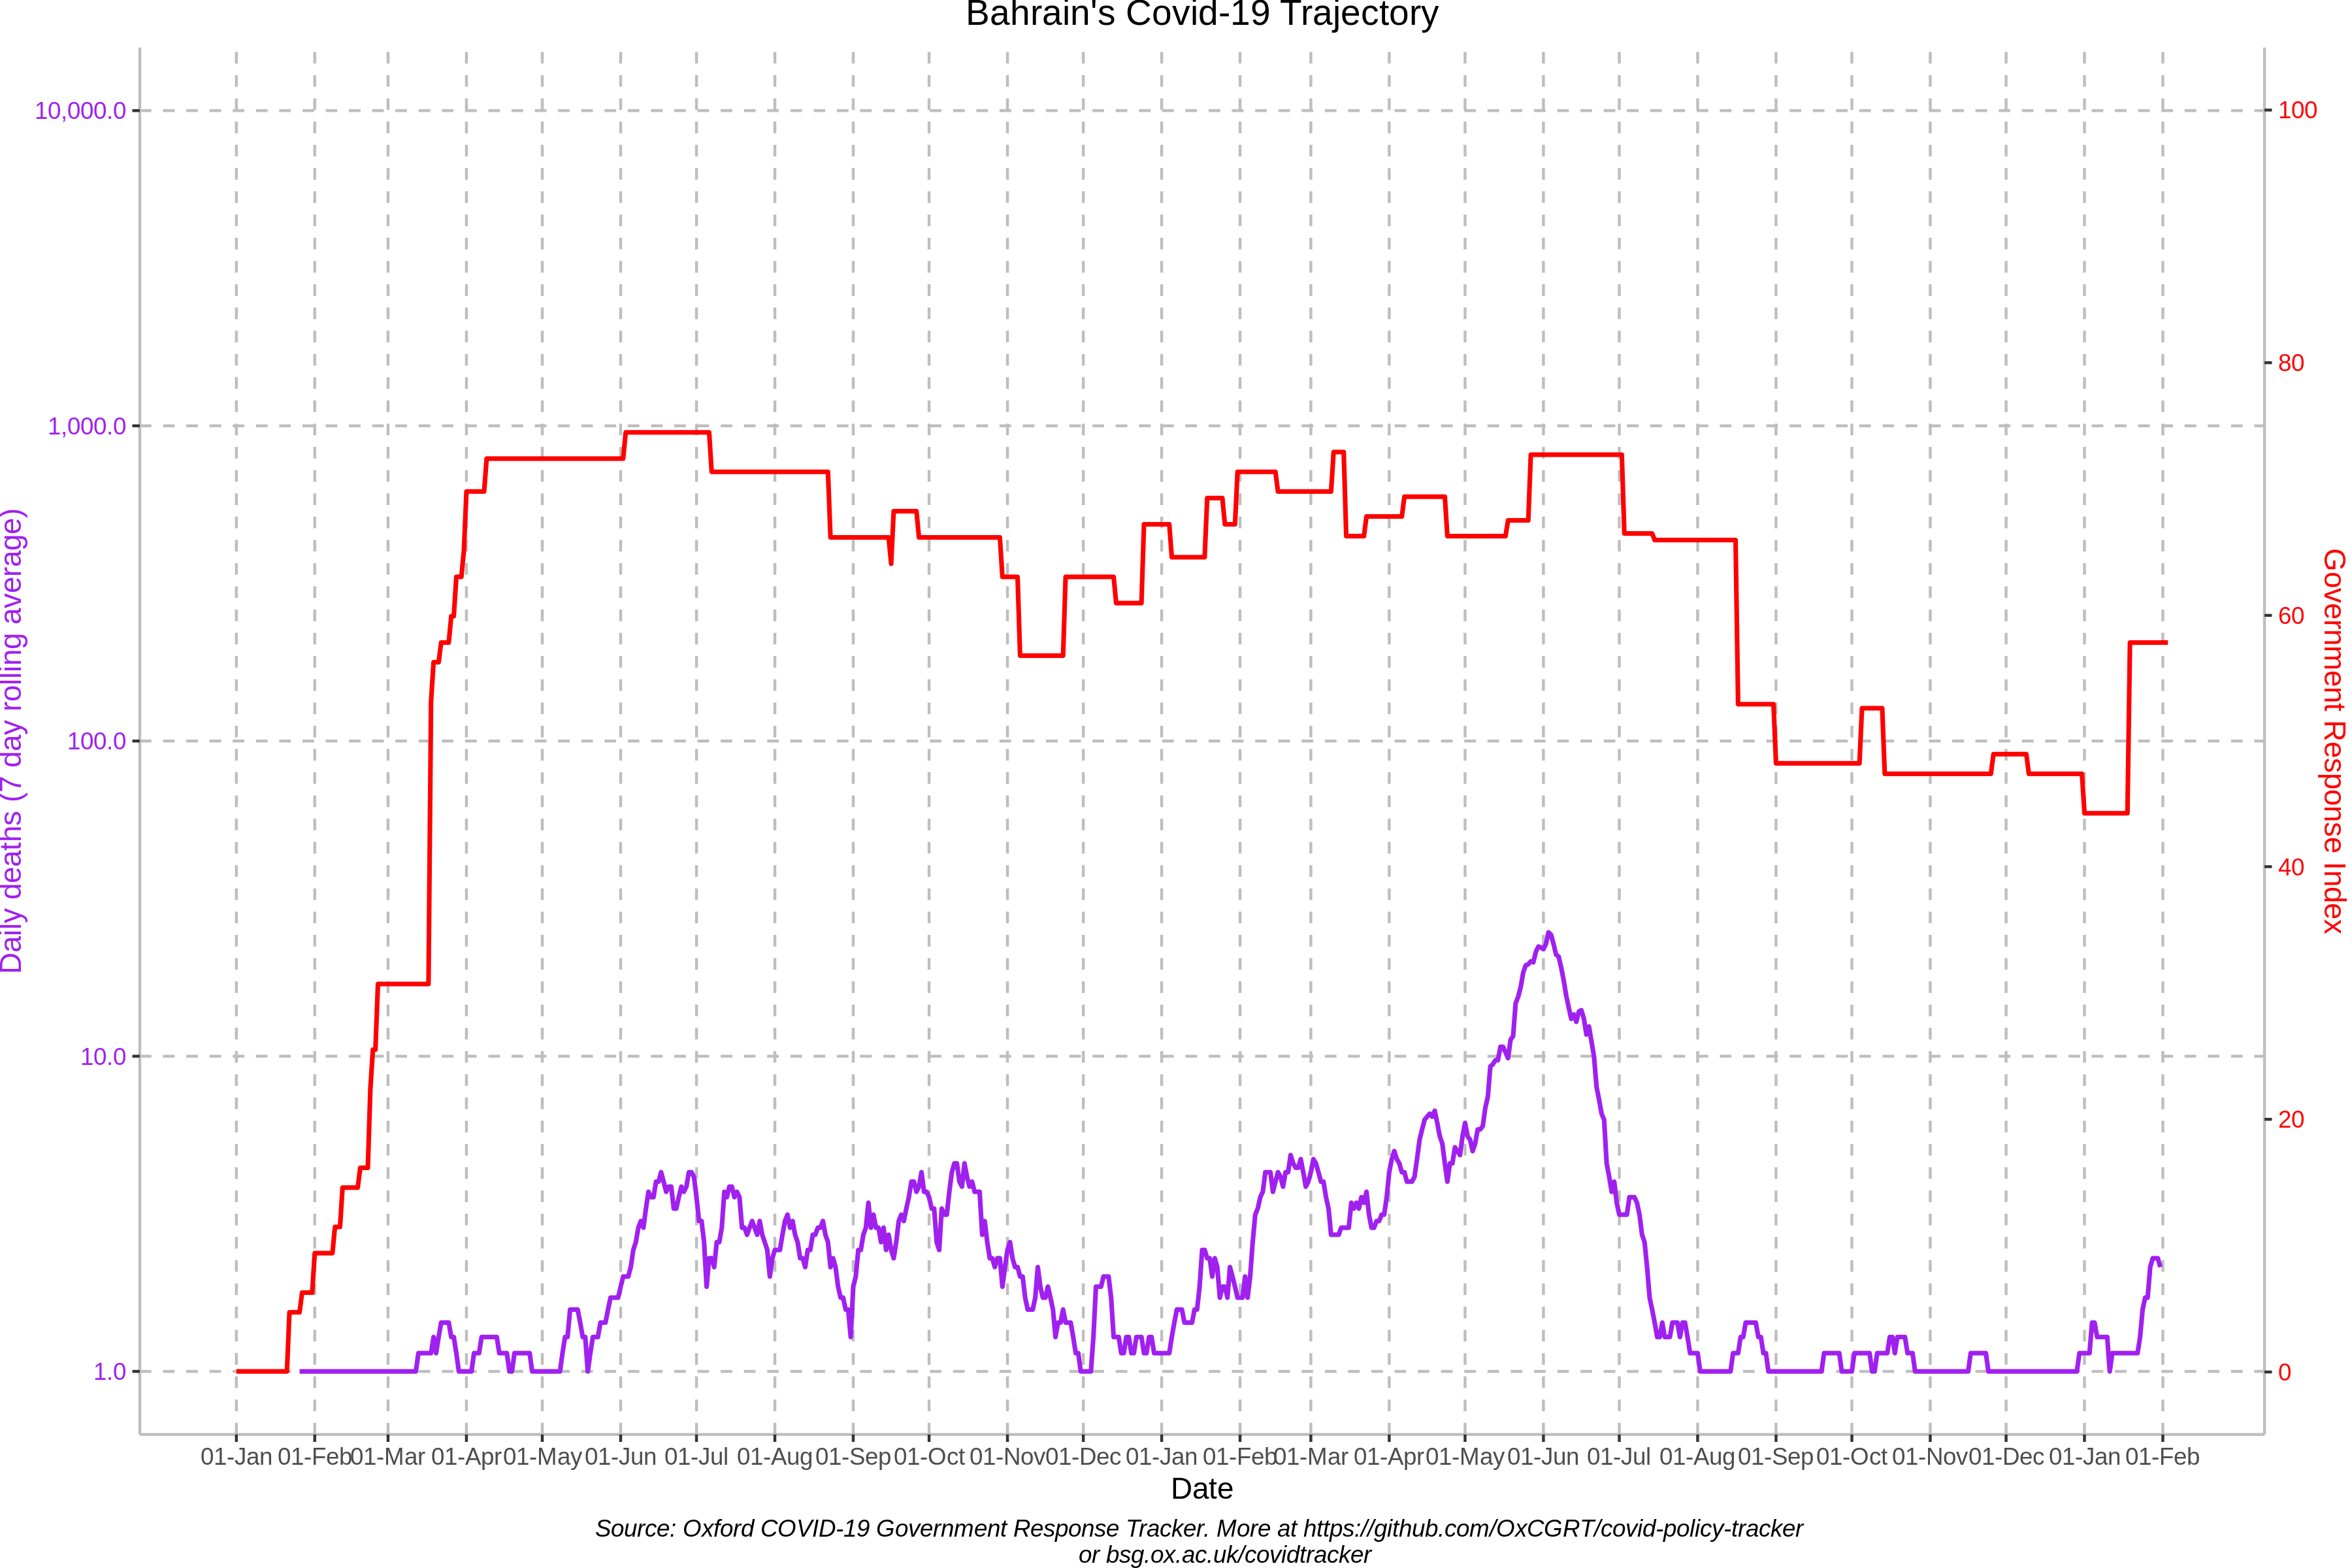 Bahrain's Covid-19 Trajectory
10,000.0
1,000.0
100.0
10.0
1.0
Daily deaths (7 day rolling average)
100
80
60
40
20
0
Government Response Index
01-Jan 01-Feb 01-Mar 01-Apr 01-May 01-Jun 01-Jul 01-Aug 01-Sep 01-Oct 01-Nov 01-Dec 01-Jan 01-Feb 01-Mar 01-Apr 01-May 01-Jun 01-Jul 01-Aug 01-Sep 01-Oct 01-Nov 01-Dec 01-Jan 01-Feb
Date
Source: Oxford COVID-19 Government Response Tracker. More at https://github.com/OxCGRT/covid-policy-tracker
or bsg.ox.ac.uk/covidtracker